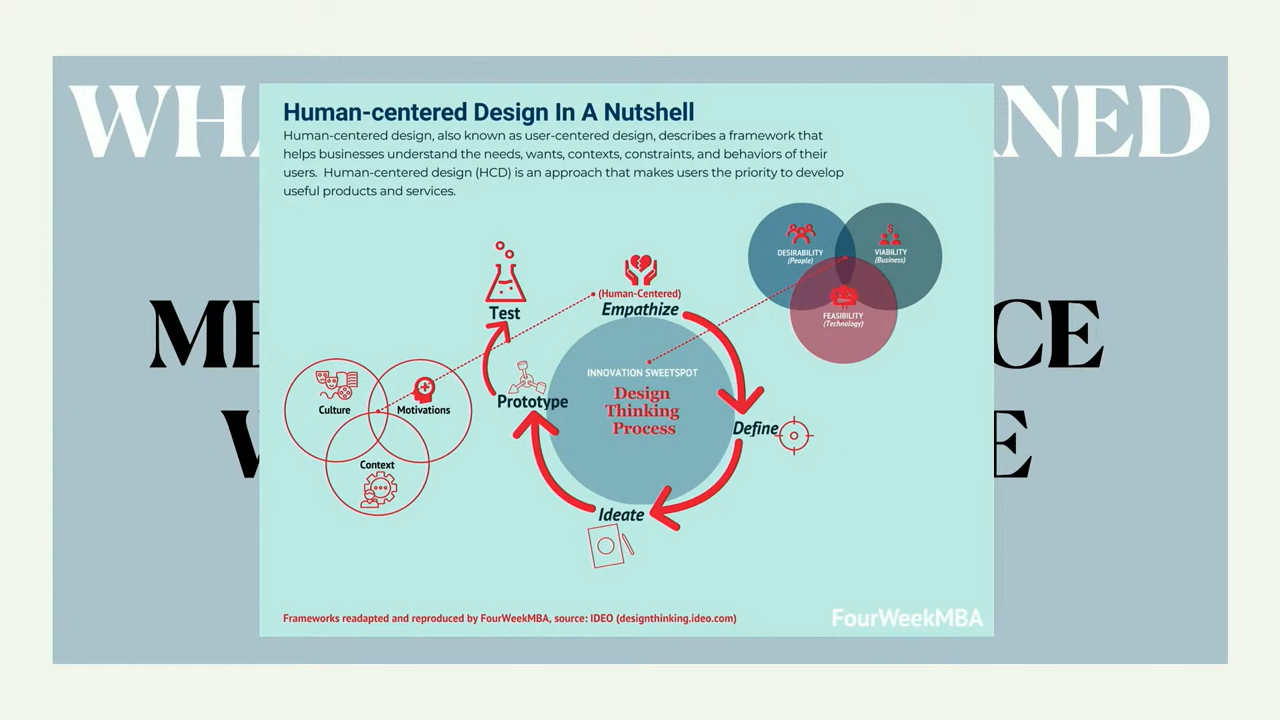 Human-centered Design In A Nutshell
Human-centered design, also known as user-centered design, describes a framework that
helps businesses understand the needs, wants, contexts, constraints, and behaviors of their
users. Human-centered design (HCD) is an approach that makes users the priority to develop
useful products and services.
DESIRABILITY
(People)
VIABILITY
(Business)
FEASIBILITY
(Technology)
Test
(Human-Centered)
Empathize
INNOVATION SWEETSPOT
Design
Thinking
Process
Prototype
Define
Ideate
Culture
Motivations
Context
Frameworks readapted and reproduced by FourWeekMBA, source: IDEO (designthinking.ideo.com)
FourWeekMBA